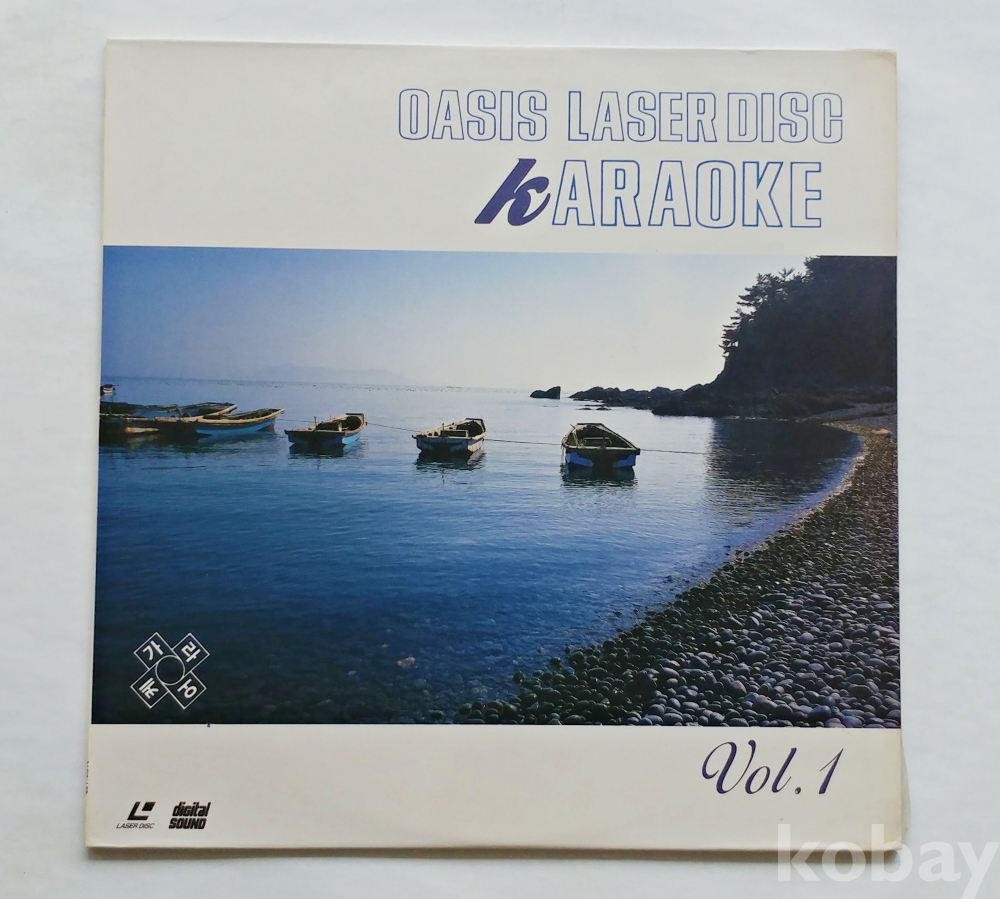 OASIS LASER DISC
KARAOKE
가라
오케
Vol. 1
LASER DISC
digital
SOUND
kobay